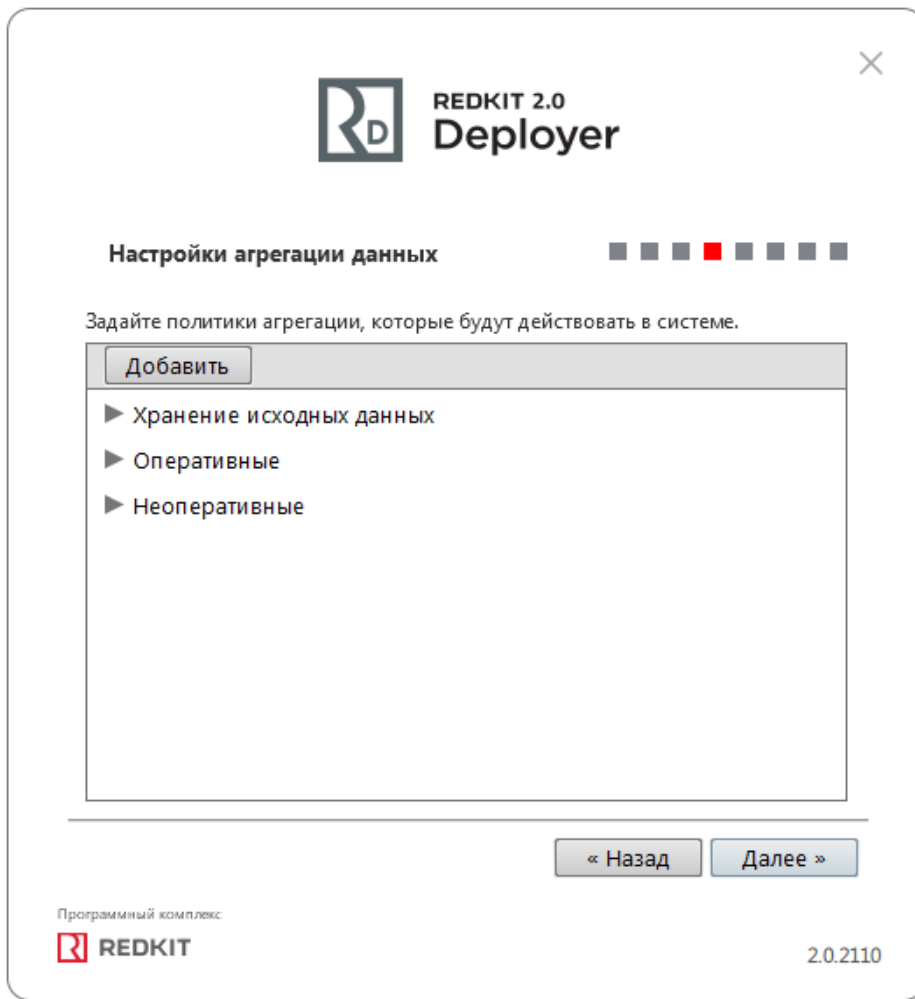 REDKIT 2.0
Deployer
Настройки агрегации данных
Задайте политики агрегации, которые будут действовать в системе.
Добавить
Хранение исходных данных
Оперативные
Неоперативные
« Назад
Далее »
Программный комплекс
REDKIT
2.0.2110